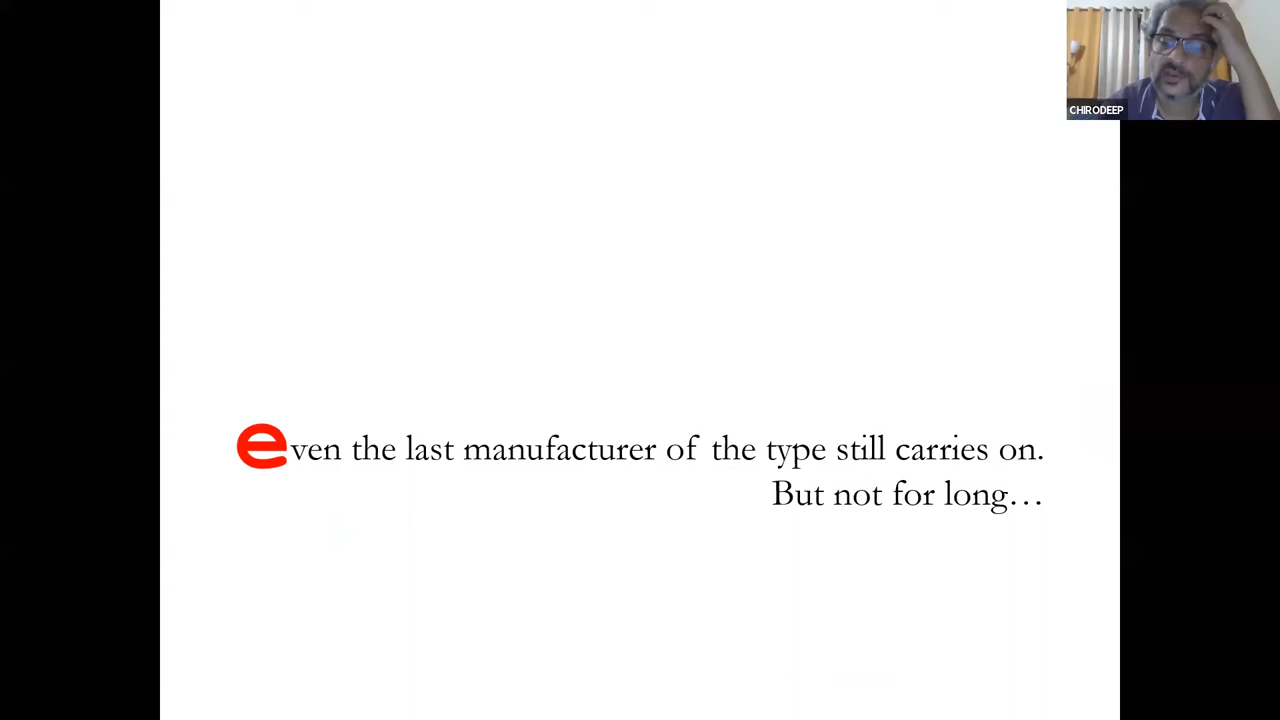 CHIRODEEP
even the last manufacturer of the type still carries on.
But not for long…